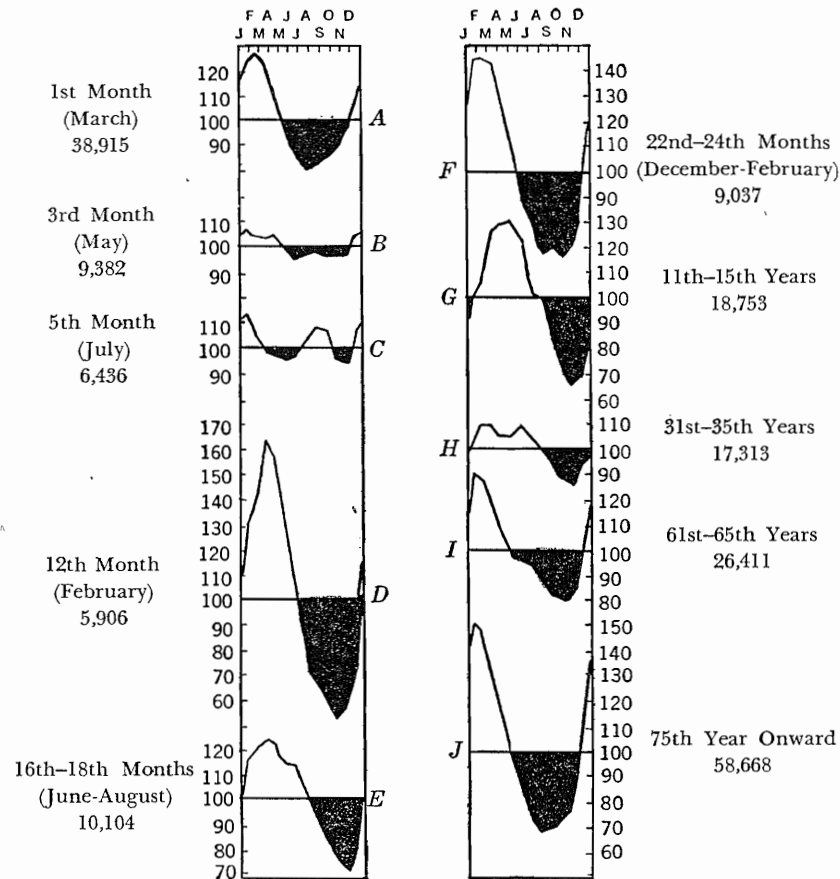 F A J A O D
J M M J S N
120
110
100
90
A
1st Month
(March)
38,915
110
100
90
B
3rd Month
(May)
9,382
110
100
90
C
5th Month
(July)
6,436
170
160
150
140
130
120
110
100
90
80
70
60
D
12th Month
(February)
5,906
120
110
100
90
80
70
E
16th–18th Months
(June-August)
10,104
F A J A O D
J M M J S N
140
130
120
110
100
90
F
22nd–24th Months
(December-February)
9,037
130
120
110
100
90
80
70
60
G
11th–15th Years
18,753
110
100
90
H
31st–35th Years
17,313
120
110
100
90
80
I
61st–65th Years
26,411
150
140
130
120
110
100
90
80
70
60
J
75th Year Onward
58,668